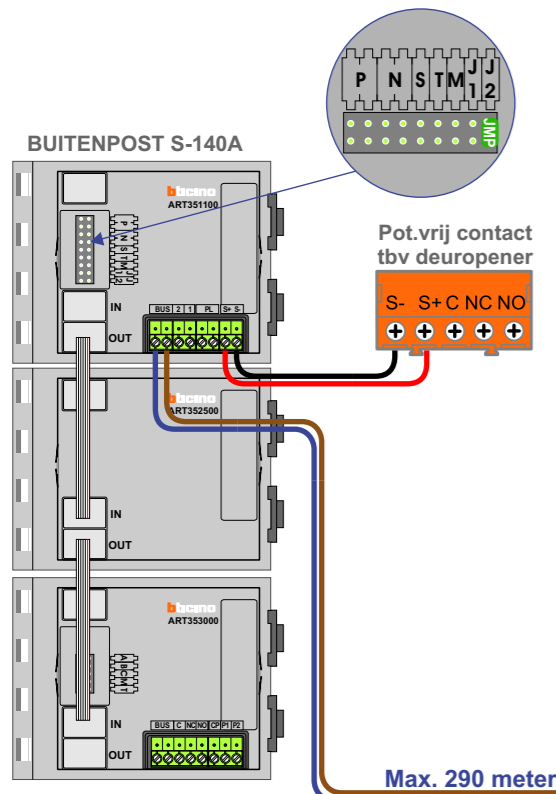 P N S T M J1 J2
JMP
BUITENPOST S-140A
bticino
ART351100
P N S T M J1 J2
IN
OUT
BUS 2 1 PL S+ S-
Pot.vrij contact
tbv deuropener
S- S+ C NC NO
ART352500
IN
OUT
bticino
ART353000
A B C M T
IN
OUT
BUS C NC NO CP P1 P2
Max. 290 meter